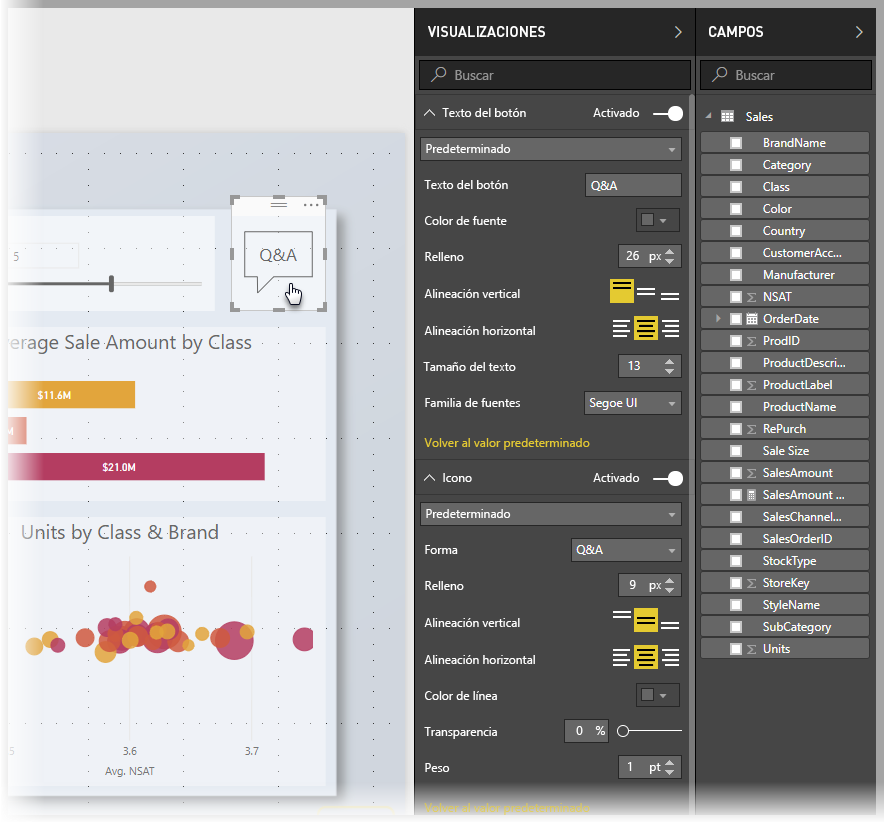 5
Q&A
erage Sale Amount by Class
$11.6M
M
$21.0M
Units by Class & Brand
5
3.6
3.7
Avg. NSAT
VISUALIZACIONES
Buscar
Texto del botón
Activado
Predeterminado
Texto del botón
Q&A
Color de fuente
Relleno
26 px
Alineación vertical
Alineación horizontal
Tamaño del texto
13
Familia de fuentes
Segoe UI
Volver al valor predeterminado
Icono
Activado
Predeterminado
Forma
Q&A
Relleno
9 px
Alineación vertical
Alineación horizontal
Color de línea
Transparencia
0 %
Peso
1 pt
Volver al valor predeterminado
CAMPOS
Buscar
Sales
BrandName
Category
Class
Color
Country
CustomerAcc...
Manufacturer
Σ NSAT
OrderDate
Σ ProdID
ProductDescri...
Σ ProductLabel
ProductName
Σ RePurch
Sale Size
Σ SalesAmount
SalesAmount ...
SalesChannel...
SalesOrderID
StockType
Σ StoreKey
StyleName
SubCategory
Σ Units